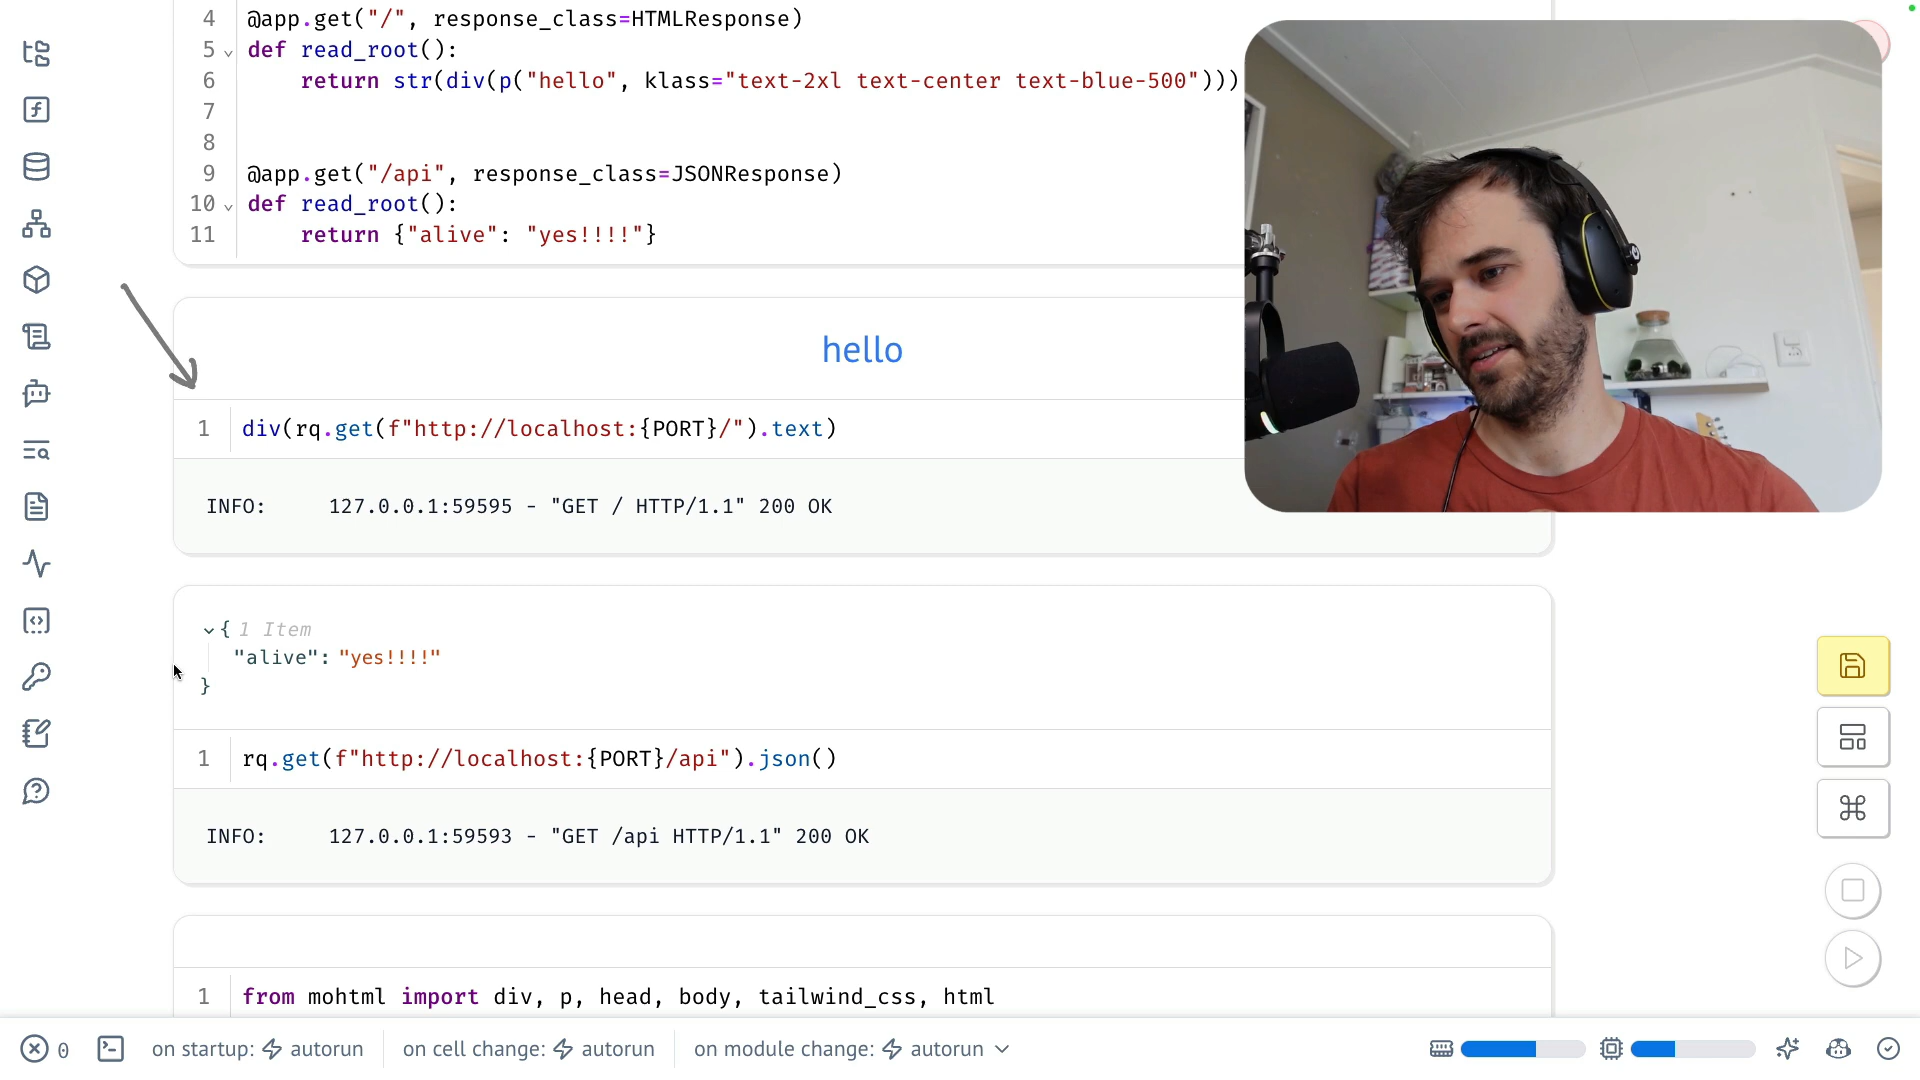 4 @app.get("/", response_class=HTMLResponse)
5 def read_root():
6 return str(div(p("hello", klass="text-2xl text-center text-blue-500")))
7
8
9 @app.get("/api", response_class=JSONResponse)
10 def read_root():
11 return {"alive": "yes!!!!"}
hello
1 div(rq.get(f"http://localhost:{PORT}/").text)
INFO: 127.0.0.1:59595 - "GET / HTTP/1.1" 200 OK
{ 1 Item
"alive": "yes!!!!"
}
1 rq.get(f"http://localhost:{PORT}/api").json()
INFO: 127.0.0.1:59593 - "GET /api HTTP/1.1" 200 OK
1 from mohtml import div, p, head, body, tailwind_css, html
0 on startup: autorun on cell change: autorun on module change: autorun